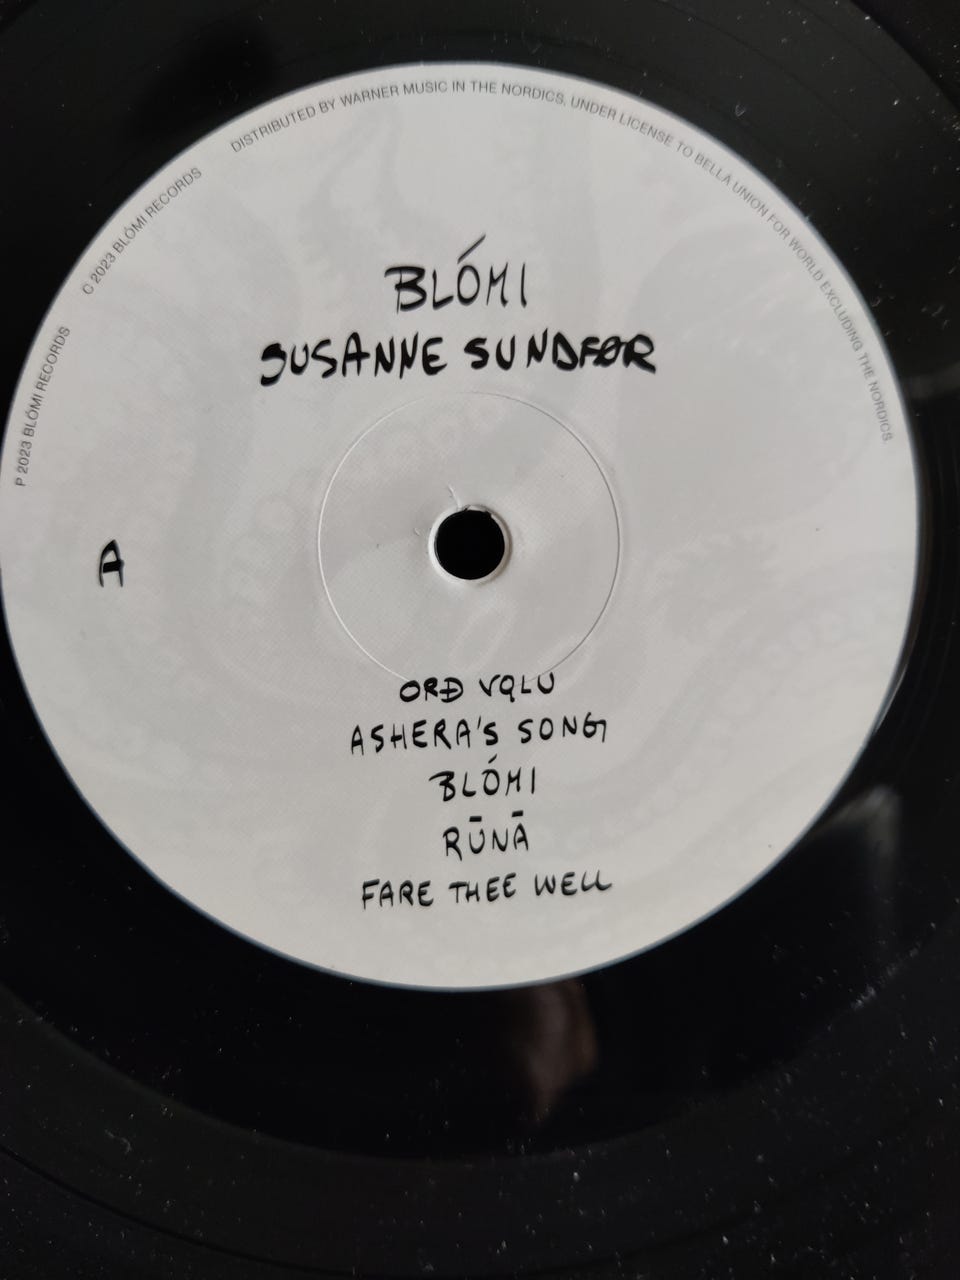 P 2023 BLÓMI RECORDS
C 2023 BLÓMI RECORDS
DISTRIBUTED BY WARNER MUSIC IN THE NORDICS, UNDER LICENSE TO BELLA UNION FOR WORLD EXCLUDING THE NORDICS
BLÓMI
SUSANNE SUNDFØR
A
ORÐ VǪLU
ASHERA'S SONG
BLÓMI
RŪNĀ
FARE THEE WELL